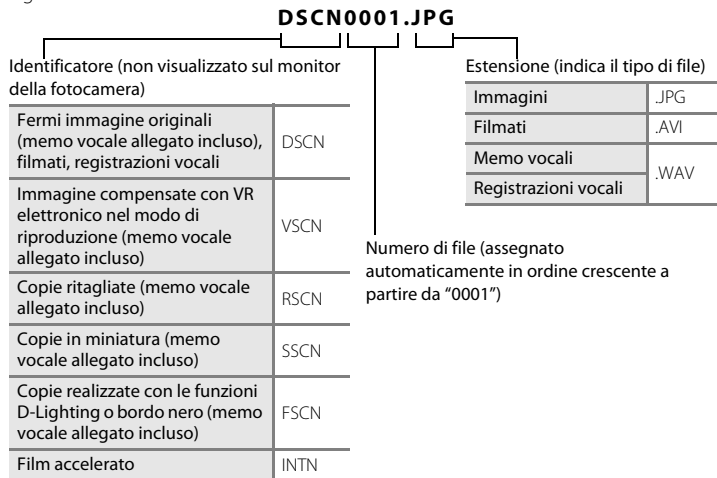 DSCN0001.JPG
Identificatore (non visualizzato sul monitor
della fotocamera)
Fermi immagine originali
(memo vocale allegato incluso),
filmati, registrazioni vocali
DSCN
Immagine compensate con VR
elettronico nel modo di
riproduzione (memo vocale
allegato incluso)
VSCN
Copie ritagliate (memo vocale
allegato incluso)
RSCN
Copie in miniatura (memo
vocale allegato incluso)
SSCN
Copie realizzate con le funzioni
D-Lighting o bordo nero (memo
vocale allegato incluso)
FSCN
Film accelerato
INTN
Estensione (indica il tipo di file)
Immagini .JPG
Filmati .AVI
Memo vocali
Registrazioni vocali
.WAV
Numero di file (assegnato
automaticamente in ordine crescente a
partire da “0001”)